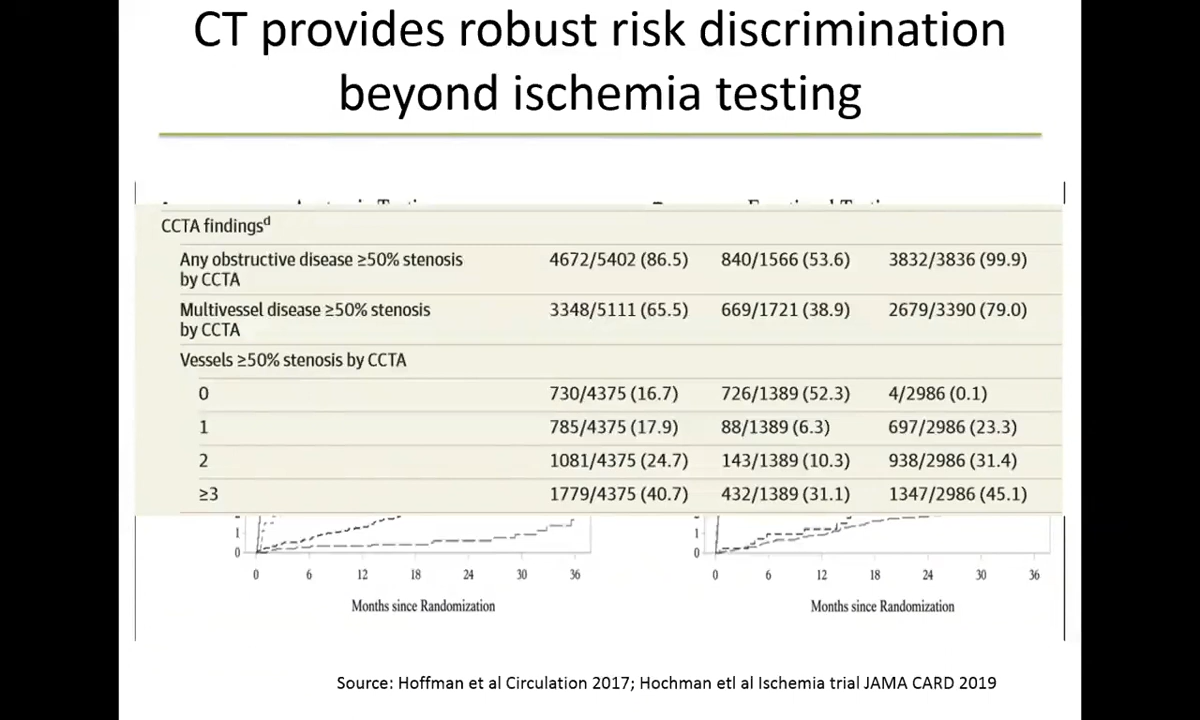 CT provides robust risk discrimination
beyond ischemia testing
CCTA findingsd
Any obstructive disease ≥50% stenosis by CCTA 4672/5402 (86.5) 840/1566 (53.6) 3832/3836 (99.9)
Multivessel disease ≥50% stenosis by CCTA 3348/5111 (65.5) 669/1721 (38.9) 2679/3390 (79.0)
Vessels ≥50% stenosis by CCTA
0 730/4375 (16.7) 726/1389 (52.3) 4/2986 (0.1)
1 785/4375 (17.9) 88/1389 (6.3) 697/2986 (23.3)
2 1081/4375 (24.7) 143/1389 (10.3) 938/2986 (31.4)
≥3 1779/4375 (40.7) 432/1389 (31.1) 1347/2986 (45.1)
1 1
0 0
0 6 12 18 24 30 36 0 6 12 18 24 30 36
Months since Randomization Months since Randomization
Source: Hoffman et al Circulation 2017; Hochman etl al Ischemia trial JAMA CARD 2019